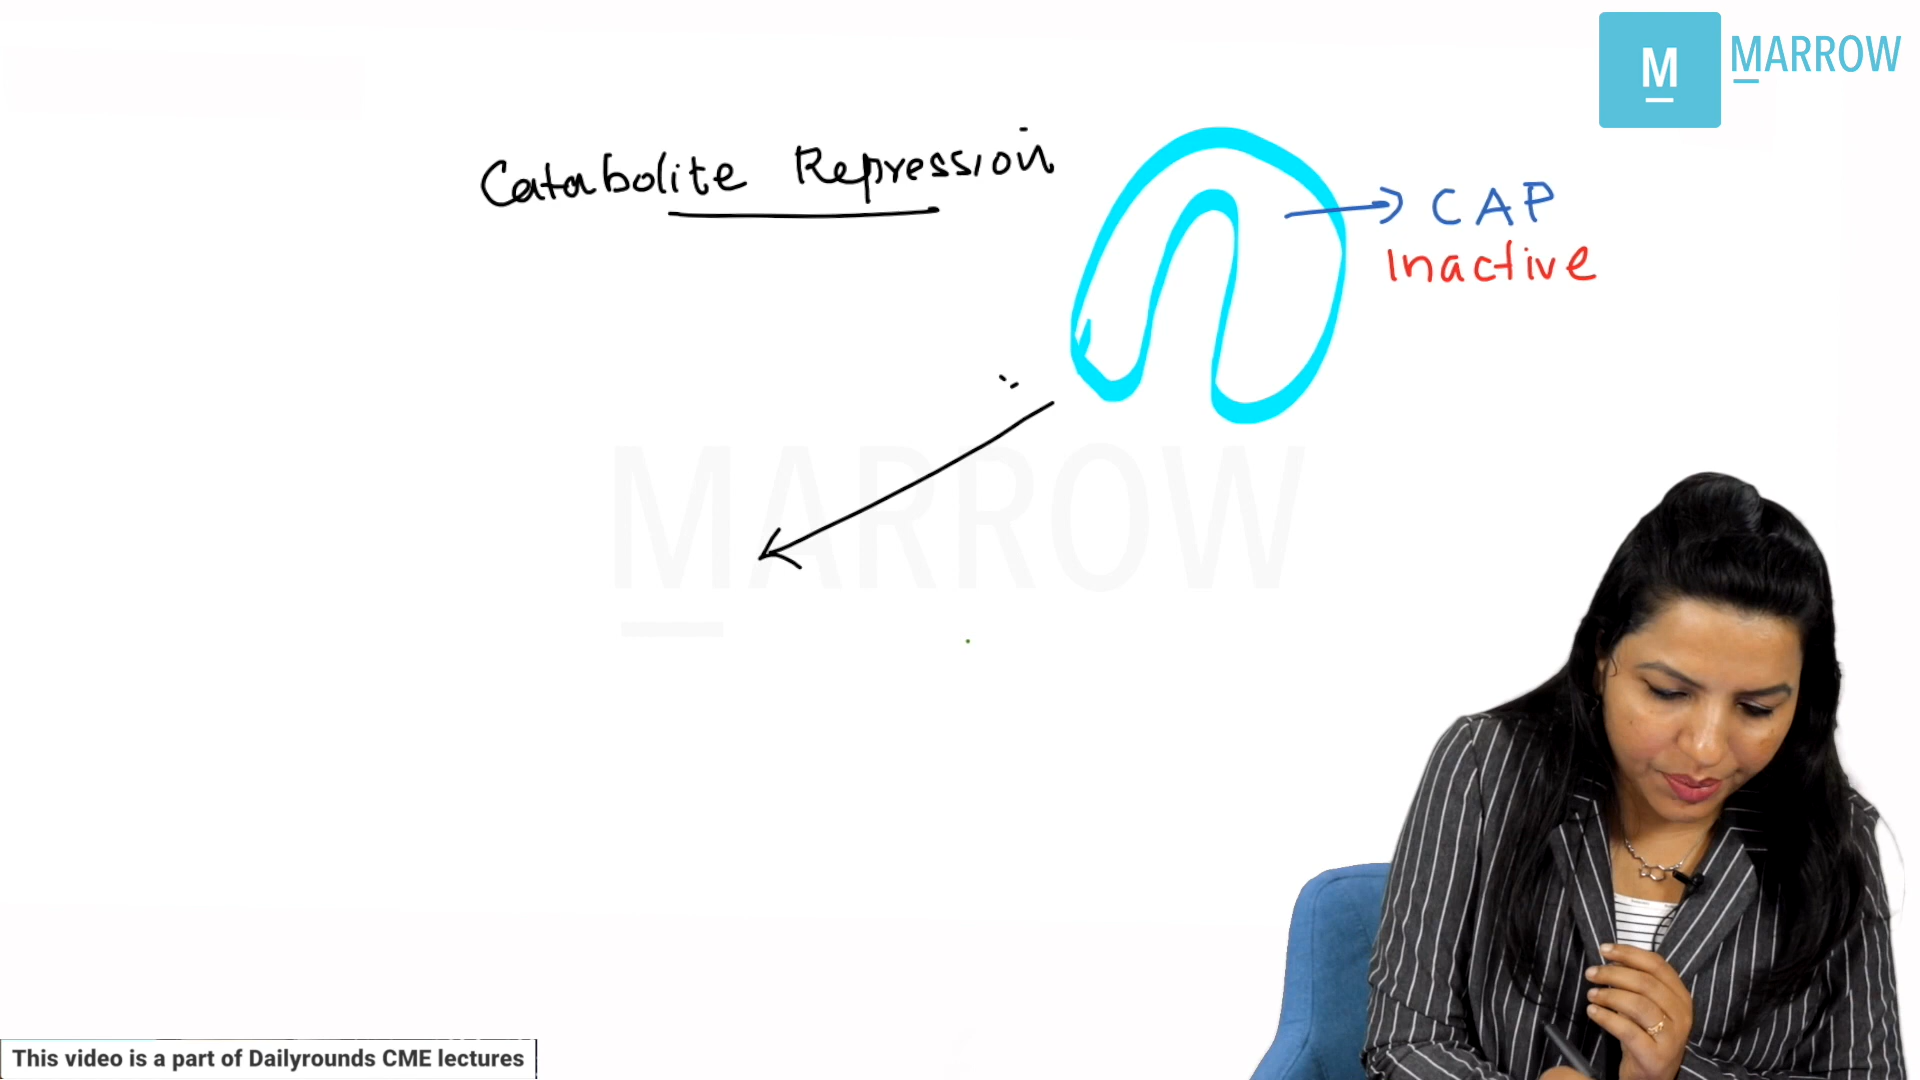 M MARROW
Catabolite Repression
CAP
Inactive
MARROW
This video is a part of Dailyrounds CME lectures